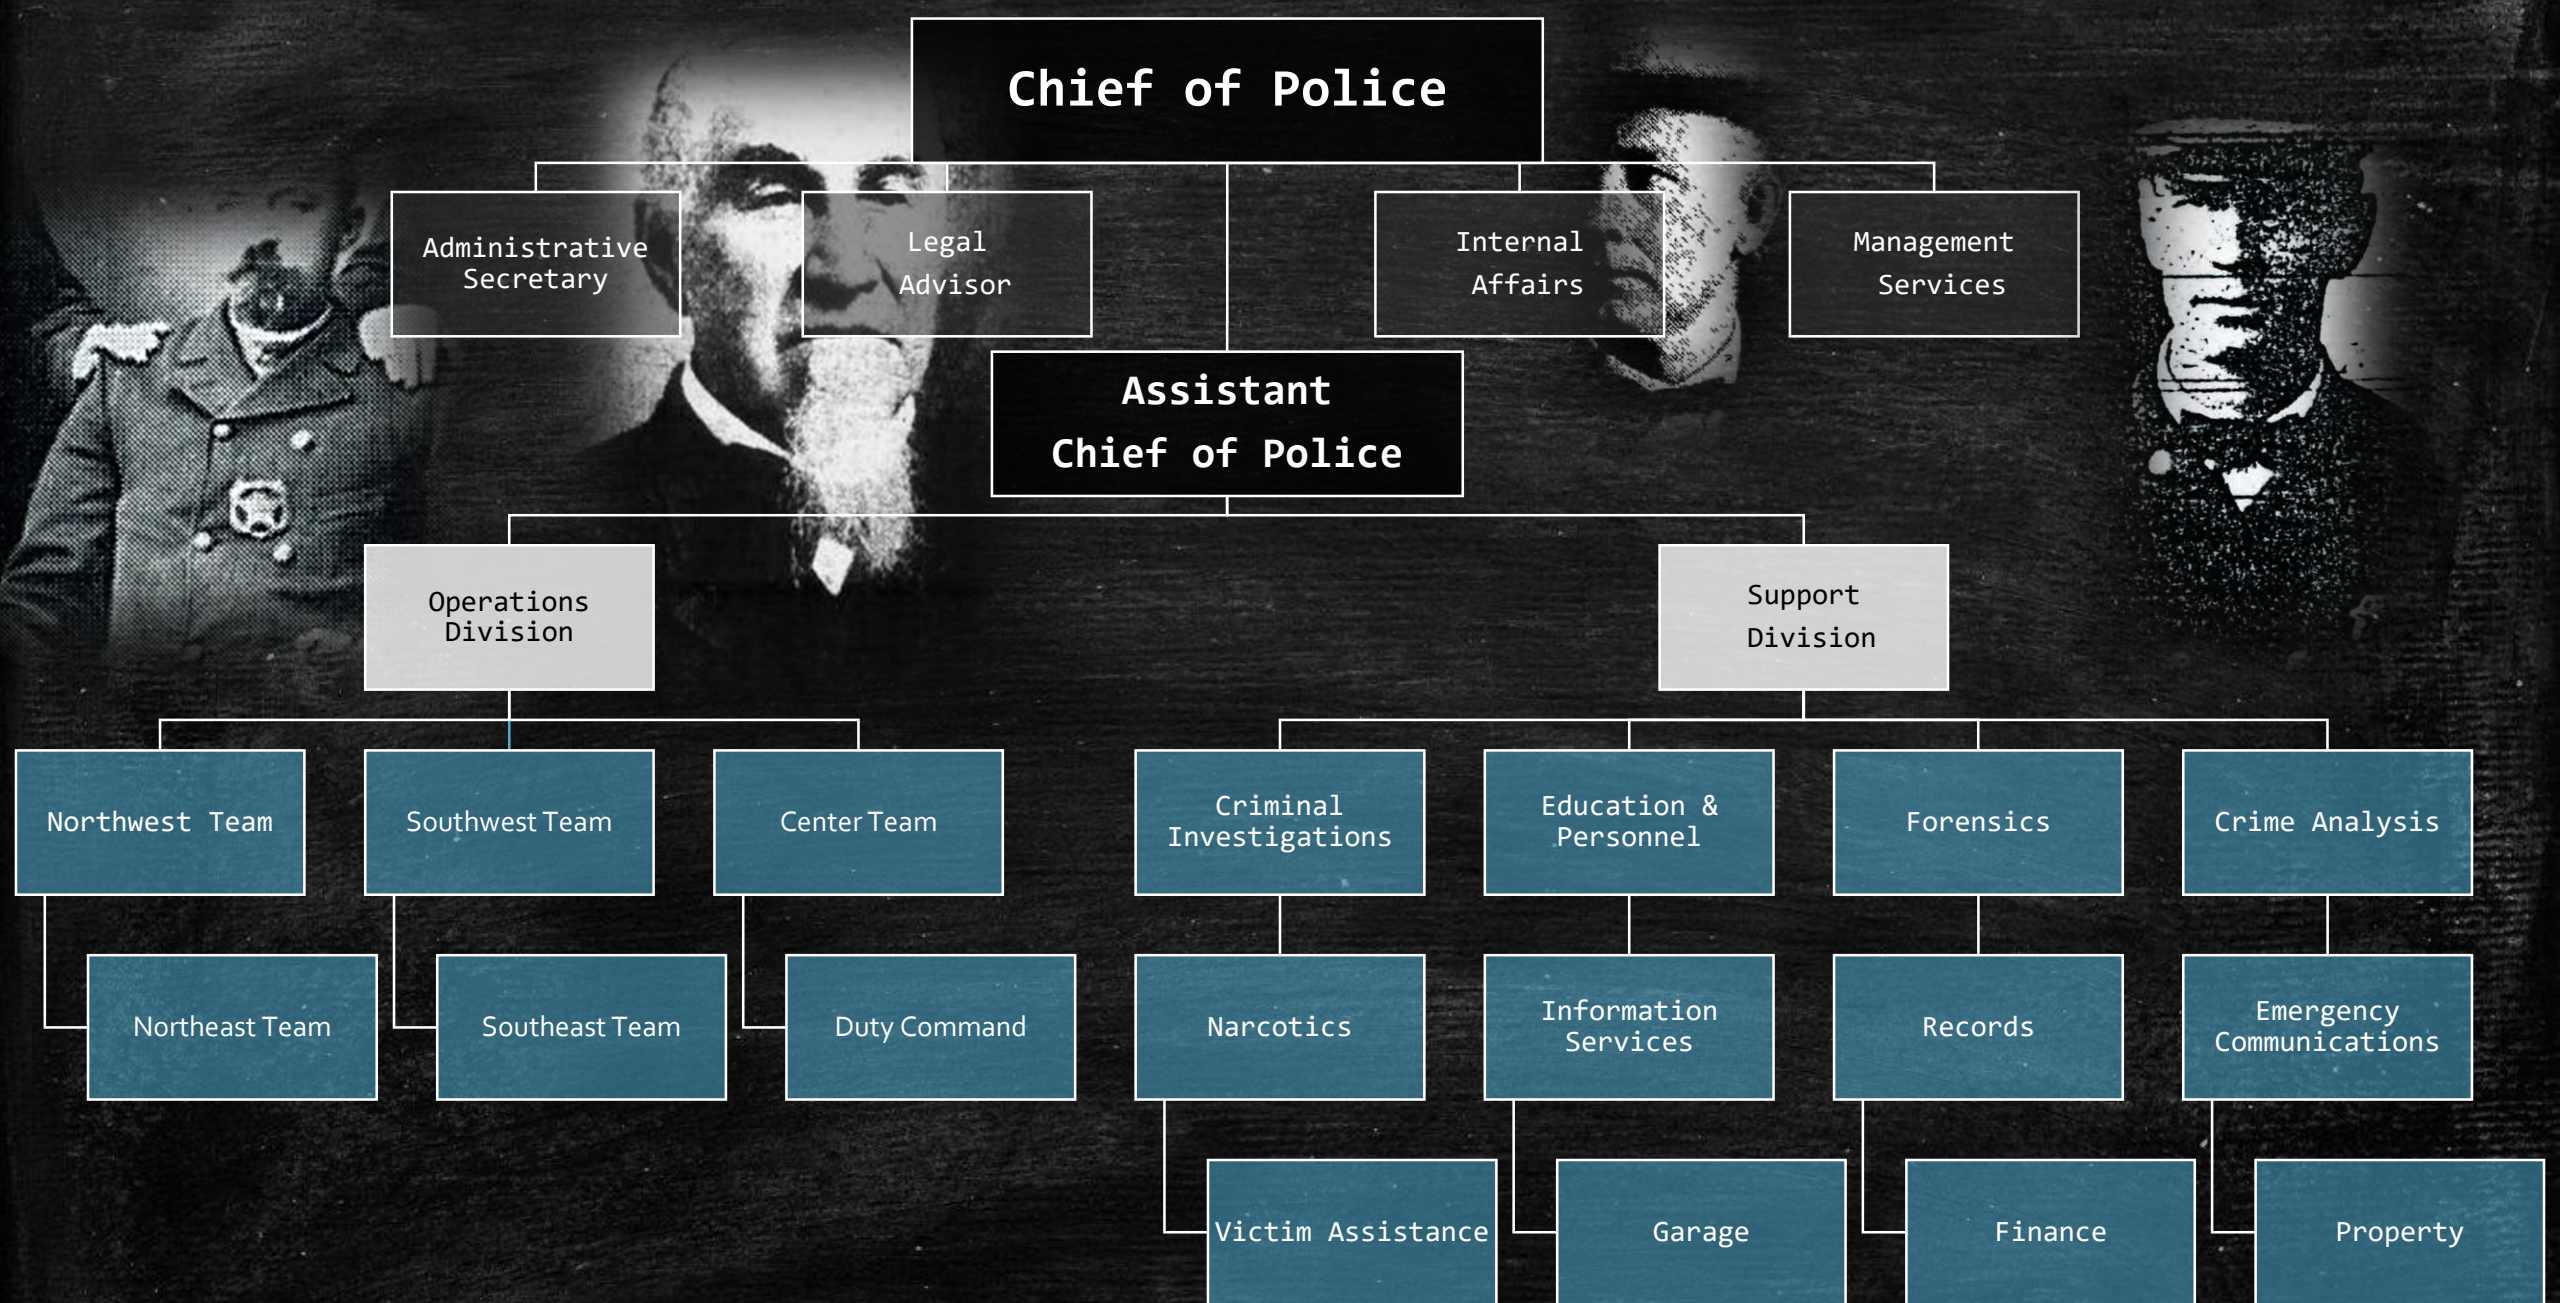 Chief of Police
Administrative
Secretary
Legal
Advisor
Internal
Affairs
Management
Services
Assistant
Chief of Police
Operations
Division
Support
Division
Northwest Team
Southwest Team
Center Team
Criminal
Investigations
Education &
Personnel
Forensics
Crime Analysis
Northeast Team
Southeast Team
Duty Command
Narcotics
Information
Services
Records
Emergency
Communications
Victim Assistance
Garage
Finance
Property